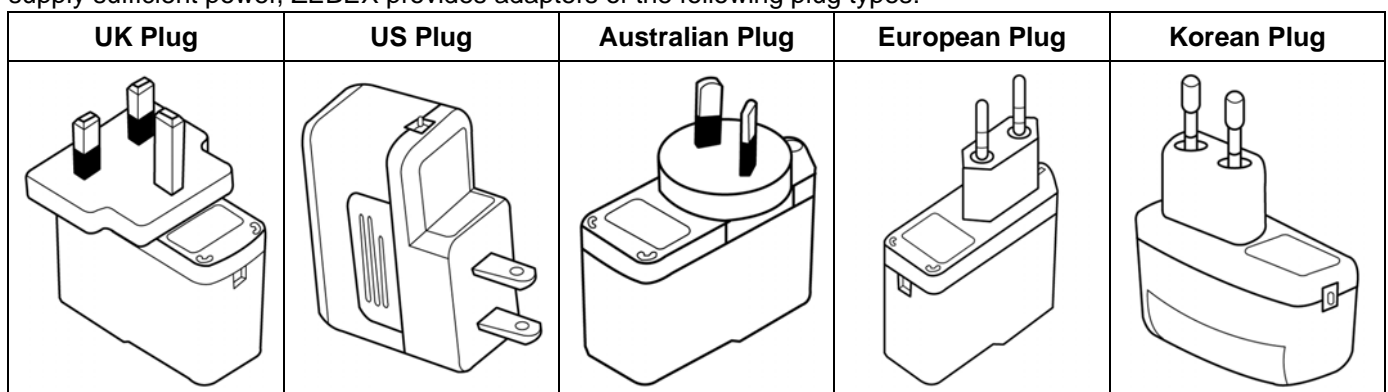 supply sufficient power, ZEBEX provides adapters of the following plug types:
UK Plug
US Plug
Australian Plug
European Plug
Korean Plug